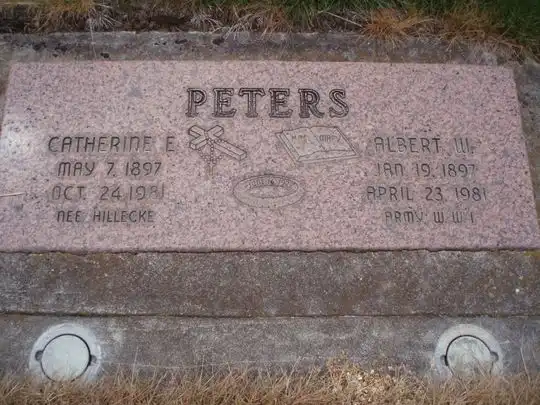 PETERS
CATHERINE E.
MAY 7, 1897
OCT. 24, 1981
NEE HILLECKE
ALBERT W.
JAN. 19, 1897
APRIL 23, 1981
ARMY W.W.I